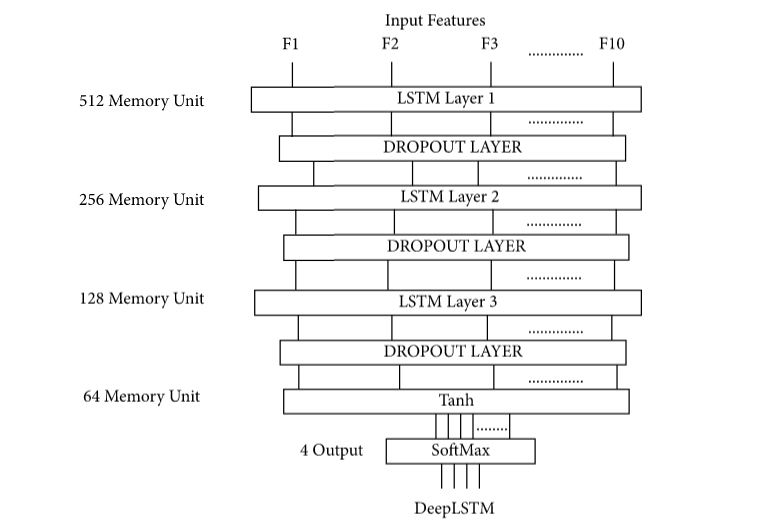 Input Features
F1 F2 F3 .............. F10
512 Memory Unit LSTM Layer 1
..............
DROPOUT LAYER
..............
256 Memory Unit LSTM Layer 2
..............
DROPOUT LAYER
..............
128 Memory Unit LSTM Layer 3
..............
DROPOUT LAYER
..............
64 Memory Unit Tanh
........
4 Output SoftMax
DeepLSTM